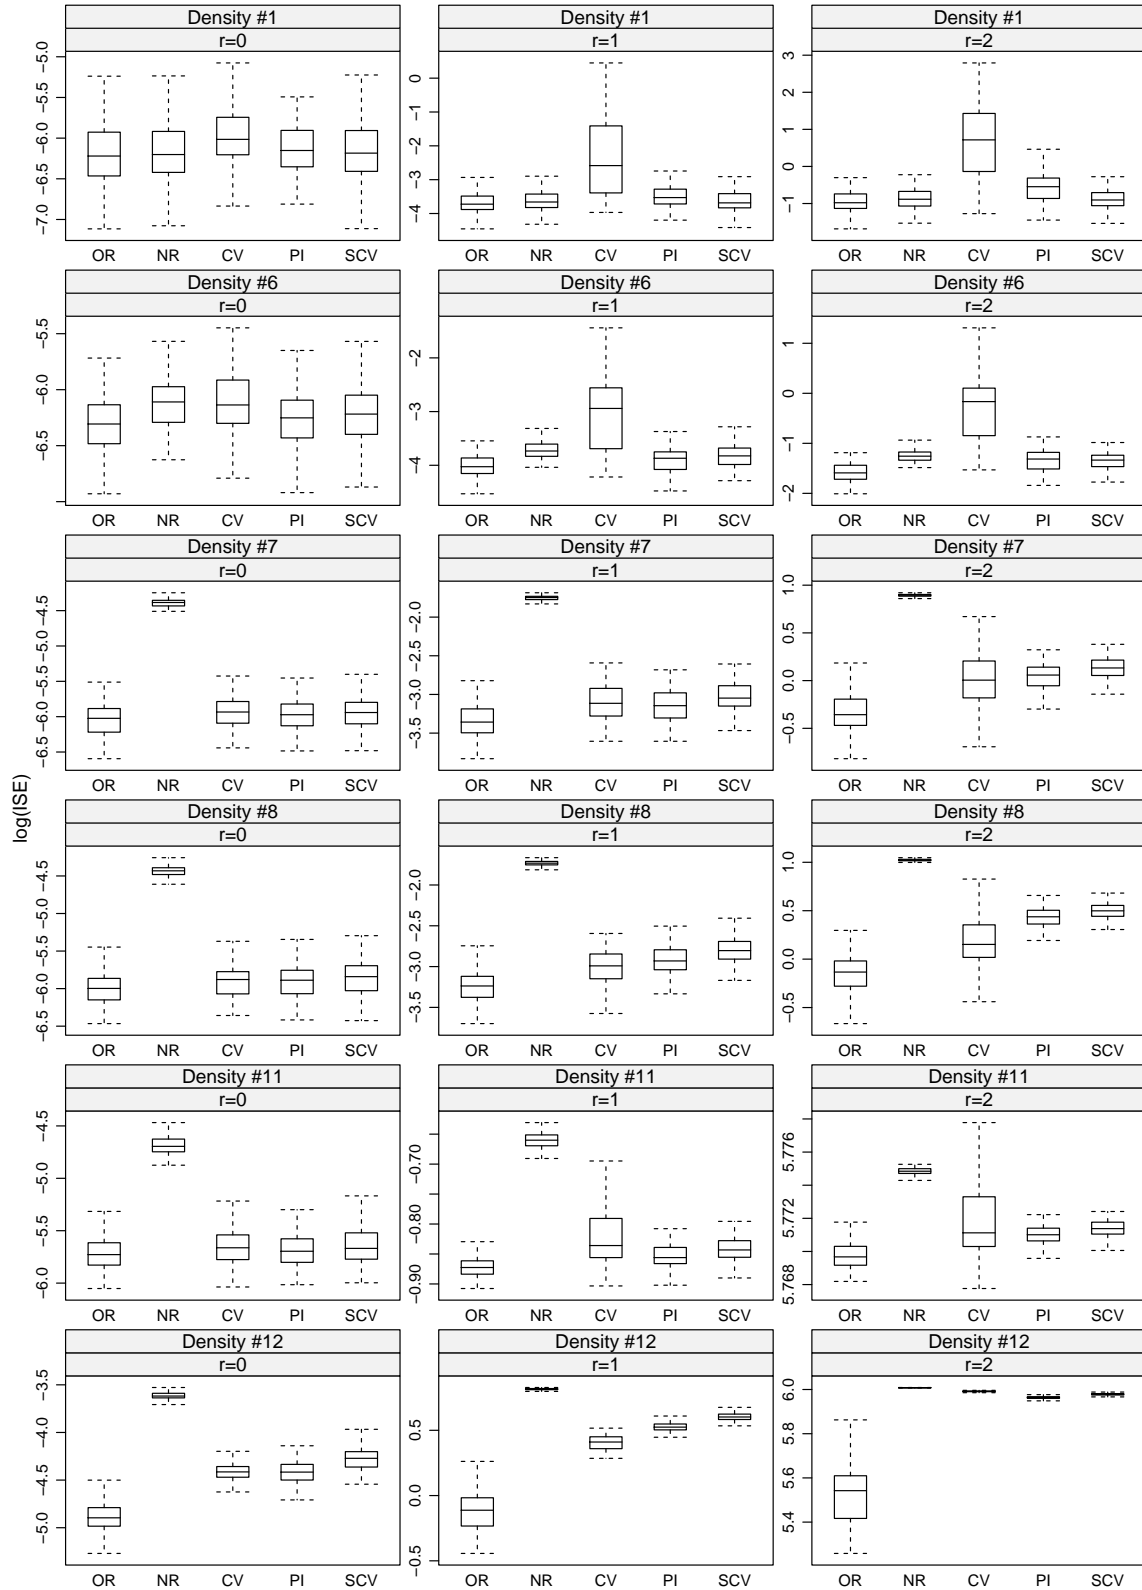 Density #1
r=0
−5.0
−5.5
−6.0
−6.5
−7.0
OR NR CV PI SCV
Density #1
r=1
0
−1
−2
−3
−4
OR NR CV PI SCV
Density #1
r=2
3
2
1
0
−1
OR NR CV PI SCV
Density #6
r=0
−5.5
−6.0
−6.5
OR NR CV PI SCV
Density #6
r=1
−2
−3
−4
OR NR CV PI SCV
Density #6
r=2
1
0
−1
−2
OR NR CV PI SCV
Density #7
r=0
−4.5
−5.0
−5.5
−6.0
−6.5
OR NR CV PI SCV
Density #7
r=1
−2.0
−2.5
−3.0
−3.5
OR NR CV PI SCV
Density #7
r=2
1.0
0.5
0.0
−0.5
OR NR CV PI SCV
log(ISE)
Density #8
r=0
−4.5
−5.0
−5.5
−6.0
−6.5
OR NR CV PI SCV
Density #8
r=1
−2.0
−2.5
−3.0
−3.5
OR NR CV PI SCV
Density #8
r=2
1.0
0.5
0.0
−0.5
OR NR CV PI SCV
Density #11
r=0
−4.5
−5.0
−5.5
−6.0
OR NR CV PI SCV
Density #11
r=1
−0.70
−0.80
−0.90
OR NR CV PI SCV
Density #11
r=2
5.776
5.772
5.768
OR NR CV PI SCV
Density #12
r=0
−3.5
−4.0
−4.5
−5.0
OR NR CV PI SCV
Density #12
r=1
0.5
0.0
−0.5
OR NR CV PI SCV
Density #12
r=2
6.0
5.8
5.6
5.4
OR NR CV PI SCV